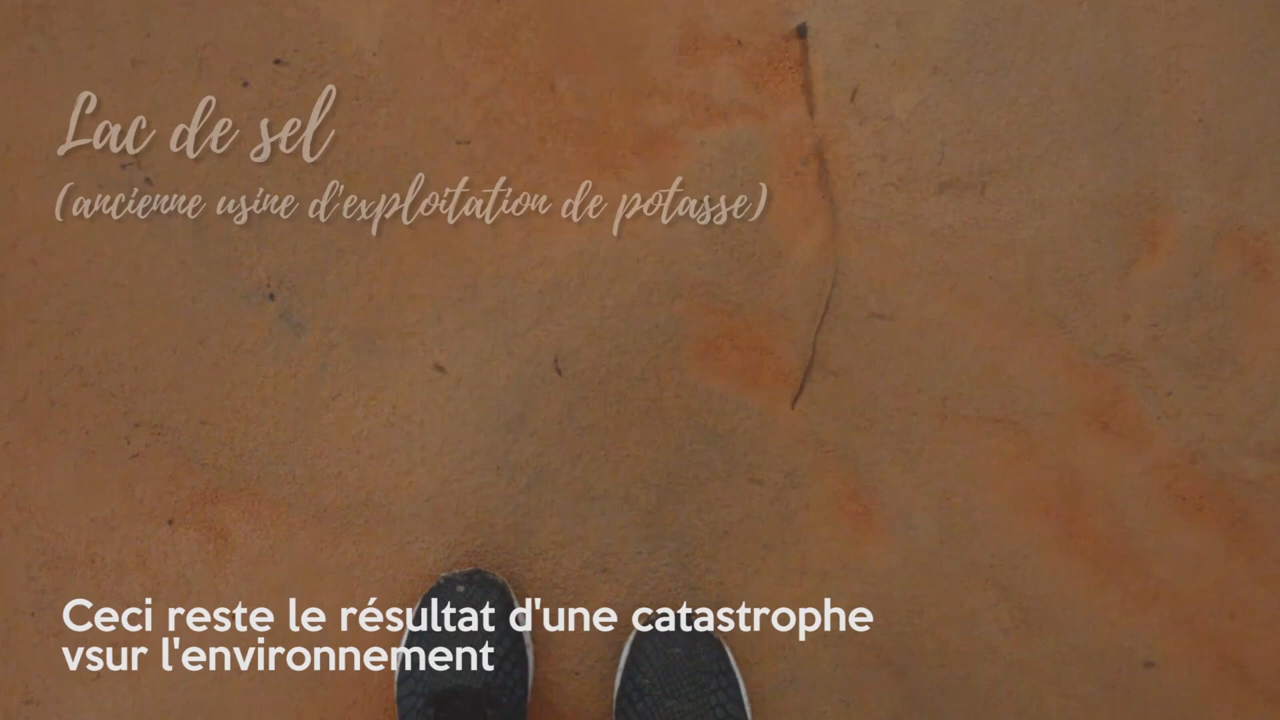 Lac de sel
(ancienne usine d'exploitation de potasse)
Ceci reste le résultat d'une catastrophe
vsur l'environnement